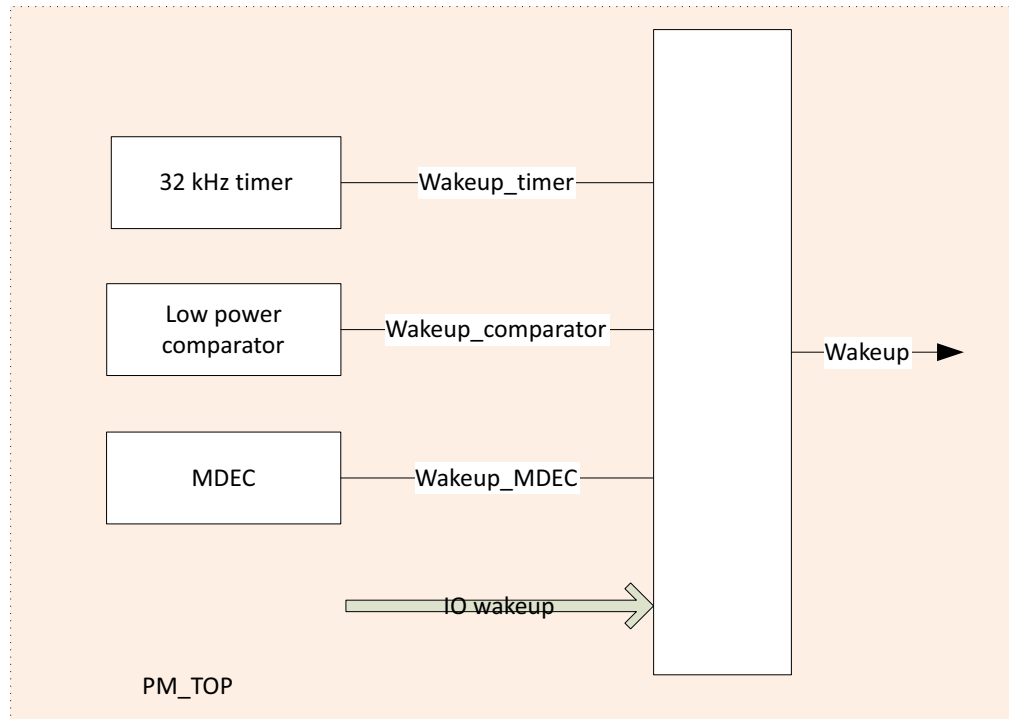 32 kHz timer
Wakeup_timer
Low power
comparator
Wakeup_comparator
Wakeup
MDEC
Wakeup_MDEC
IO wakeup
PM_TOP